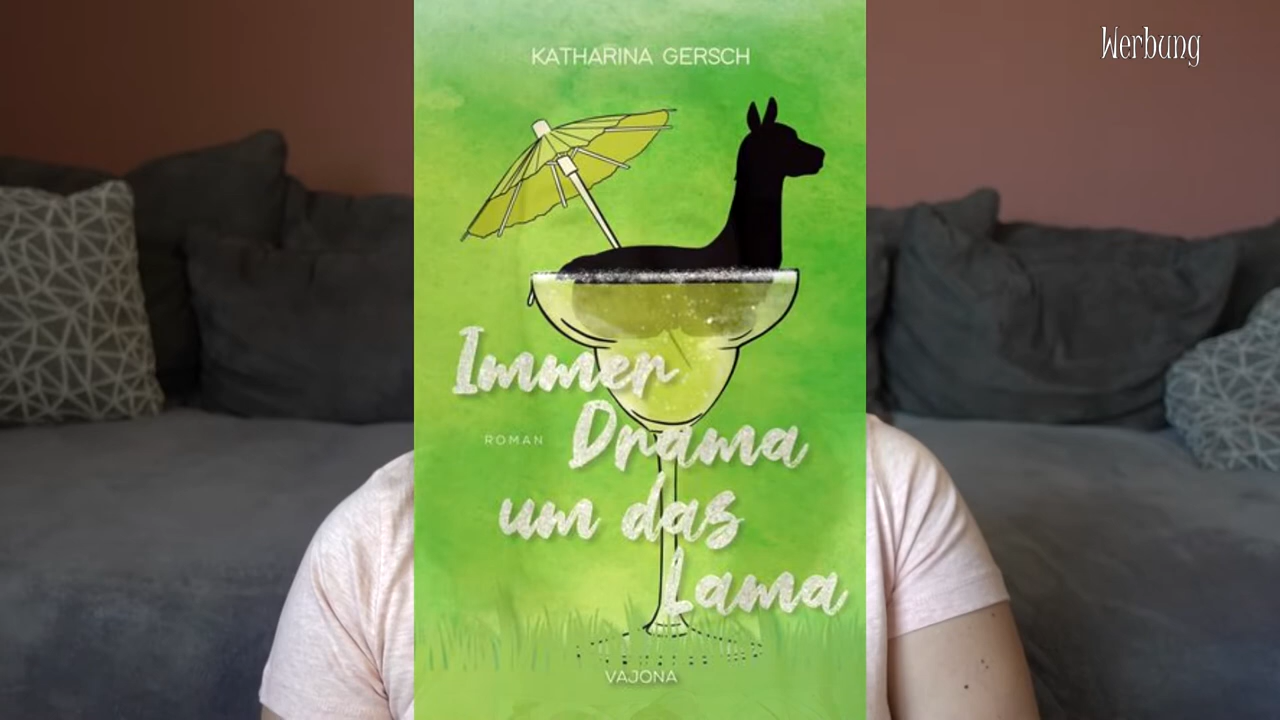 Werbung
KATHARINA GERSCH
Immer
Drama
ROMAN
um das
Lama
VAJONA